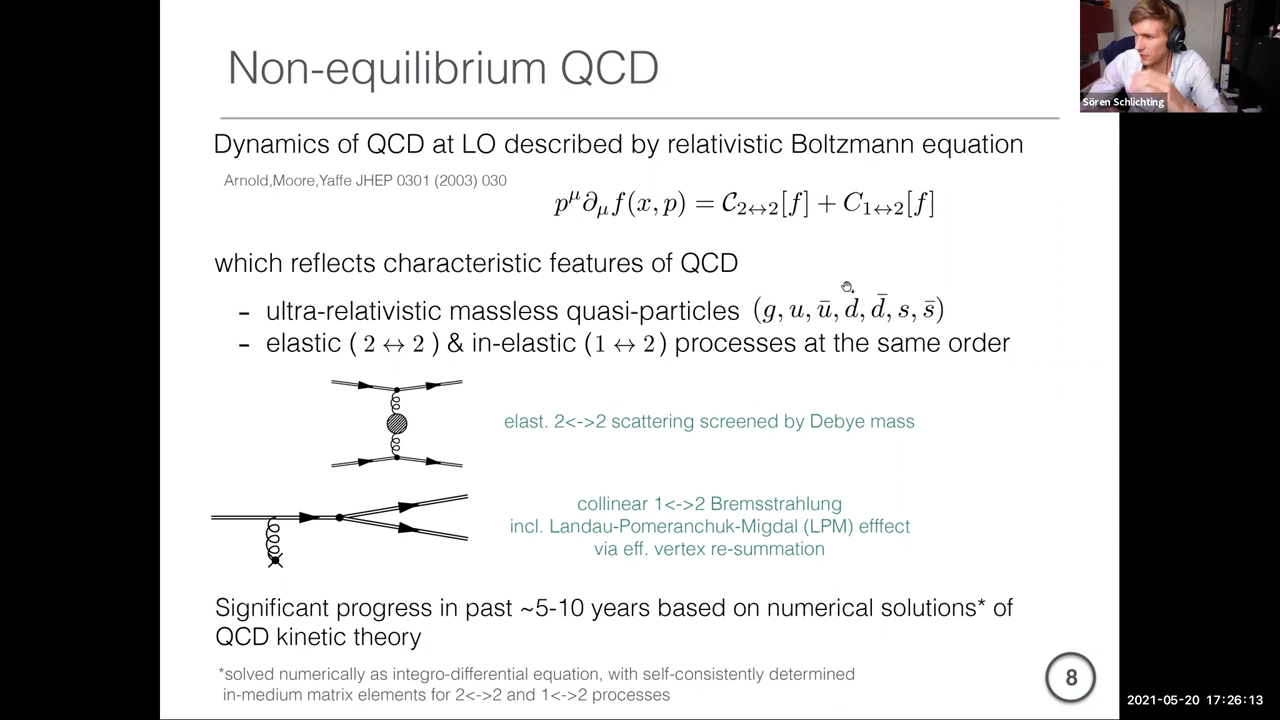 Non-equilibrium QCD
Sören Schlichting
Dynamics of QCD at LO described by relativistic Boltzmann equation
Arnold,Moore,Yaffe JHEP 0301 (2003) 030
p^μ ∂_μ f(x, p) = C_{2↔2}[f] + C_{1↔2}[f]
which reflects characteristic features of QCD
- ultra-relativistic massless quasi-particles (g, u, ū, d, d̄, s, s̄)
- elastic ( 2 ↔ 2 ) & in-elastic ( 1 ↔ 2 ) processes at the same order
elast. 2<->2 scattering screened by Debye mass
collinear 1<->2 Bremsstrahlung
incl. Landau-Pomeranchuk-Migdal (LPM) efffect
via eff. vertex re-summation
Significant progress in past ~5-10 years based on numerical solutions* of
QCD kinetic theory
*solved numerically as integro-differential equation, with self-consistently determined
in-medium matrix elements for 2<->2 and 1<->2 processes
8
2021-05-20 17:26:13